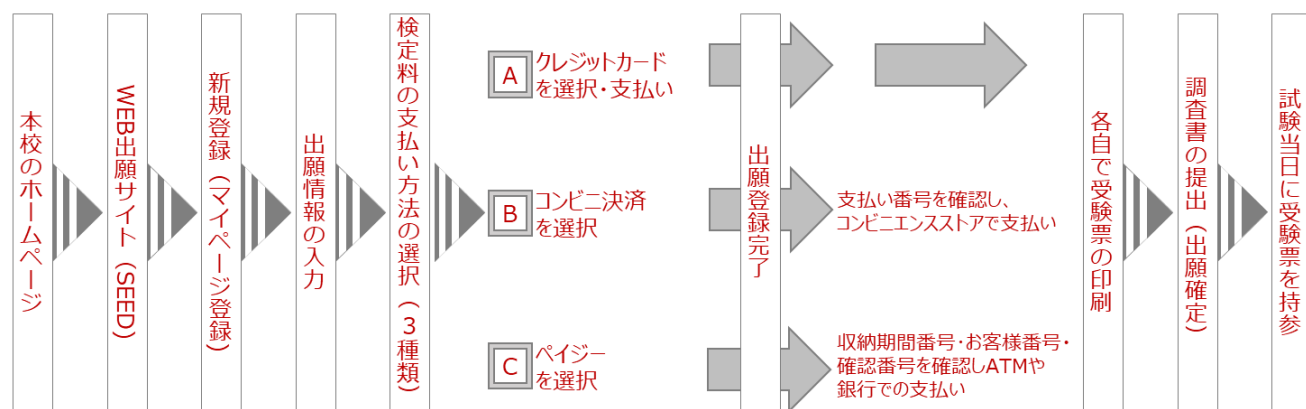 本校のホームページ
WEB出願サイト（SEED）
新規登録（マイページ登録）
出願情報の入力
検定料の支払い方法の選択（３種類）
A
クレジットカード
を選択・支払い
B
コンビニ決済
を選択
C
ペイジー
を選択
出願登録完了
支払い番号を確認し、
コンビニエンスストアで支払い
収納期間番号・お客様番号・
確認番号を確認しATMや
銀行での支払い
各自で受験票の印刷
調査書の提出（出願確定）
試験当日に受験票を持参